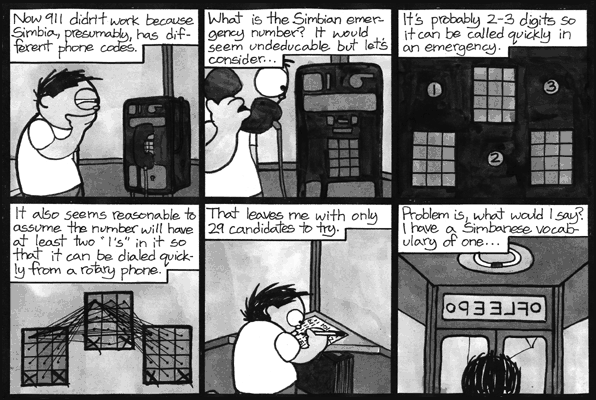 Now 911 didn't work because
Simbia, presumably, has dif-
ferent phone codes.
What is the Simbian emer-
gency number? It would
seem undeducable but let's
consider...
It's probably 2-3 digits so
it can be called quickly in
an emergency.
1
3
2
It also seems reasonable to
assume the number will have
at least two "1's" in it so
that it can be dialed quick-
ly from a rotary phone.
That leaves me with only
29 candidates to try.
Problem is, what would I say?
I have a Simbanese vocab-
ulary of one...
OFLEEPO